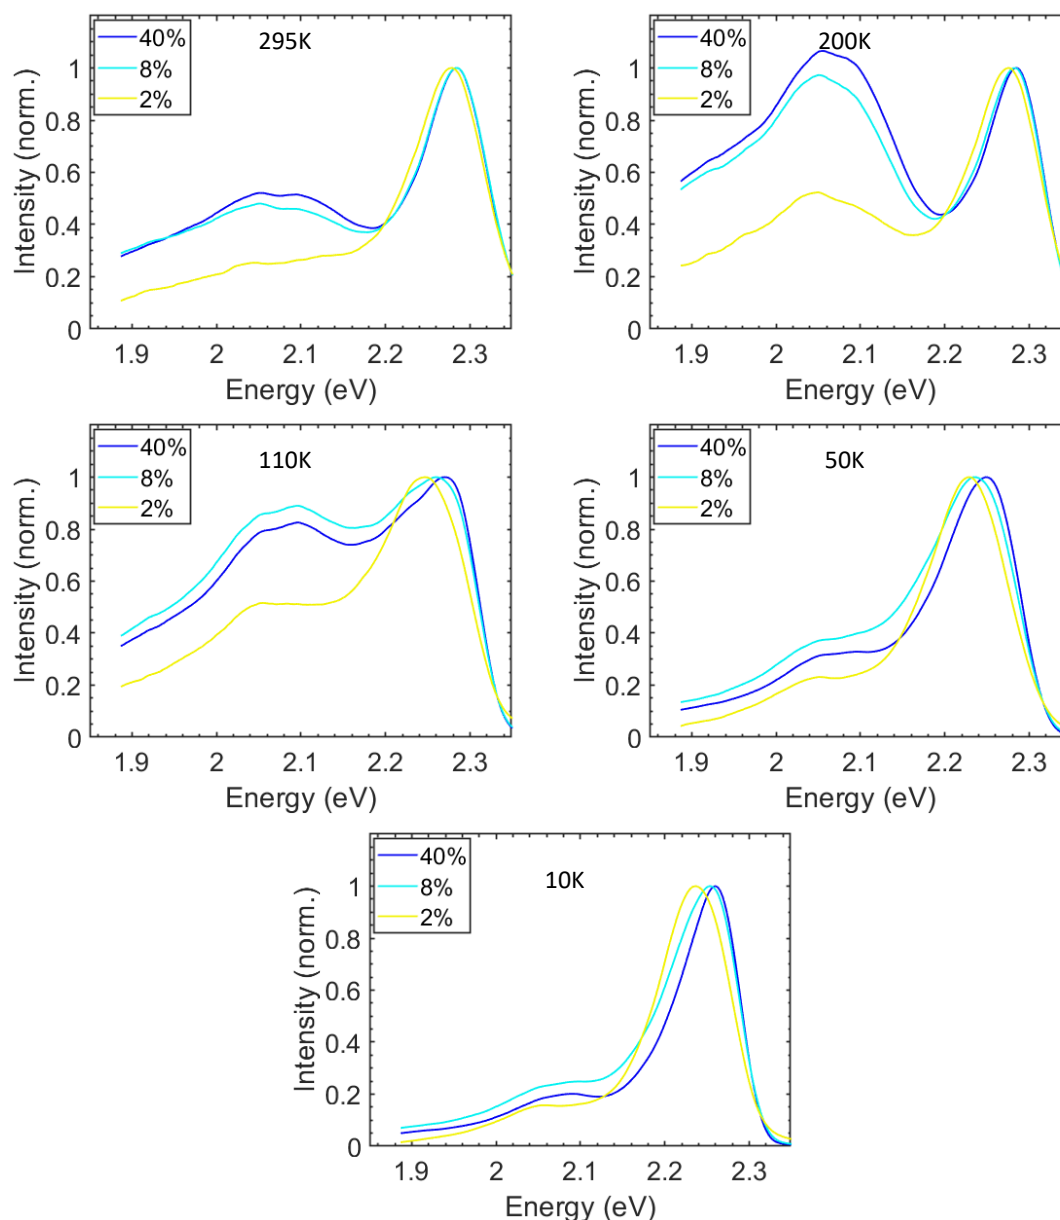 40%
8%
2%
295K
Intensity (norm.)
1
0.8
0.6
0.4
0.2
0
1.9 2 2.1 2.2 2.3
Energy (eV)
40%
8%
2%
200K
Intensity (norm.)
1
0.8
0.6
0.4
0.2
0
1.9 2 2.1 2.2 2.3
Energy (eV)
40%
8%
2%
110K
Intensity (norm.)
1
0.8
0.6
0.4
0.2
0
1.9 2 2.1 2.2 2.3
Energy (eV)
40%
8%
2%
50K
Intensity (norm.)
1
0.8
0.6
0.4
0.2
0
1.9 2 2.1 2.2 2.3
Energy (eV)
40%
8%
2%
10K
Intensity (norm.)
1
0.8
0.6
0.4
0.2
0
1.9 2 2.1 2.2 2.3
Energy (eV)